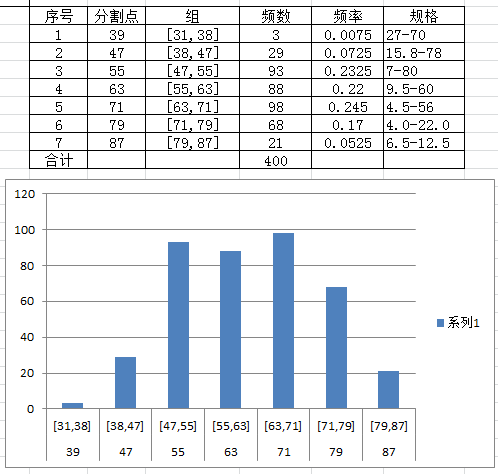 序号 分割点 组 频数 频率 规格
1 39 [31,38] 3 0.0075 27-70
2 47 [38,47] 29 0.0725 15.8-78
3 55 [47,55] 93 0.2325 7-80
4 63 [55,63] 88 0.22 9.5-60
5 71 [63,71] 98 0.245 4.5-56
6 79 [71,79] 68 0.17 4.0-22.0
7 87 [79,87] 21 0.0525 6.5-12.5
合计 400
120
100
80
60
40
20
0
系列1
[31,38] [38,47] [47,55] [55,63] [63,71] [71,79] [79,87]
39 47 55 63 71 79 87